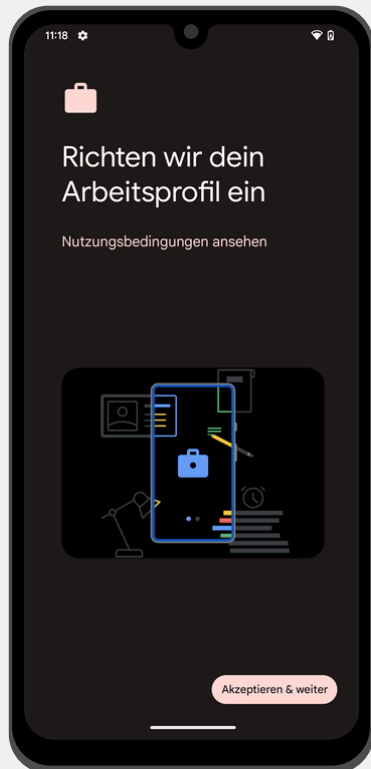 11:18
Richten wir dein
Arbeitsprofil ein
Nutzungsbedingungen ansehen
Akzeptieren & weiter